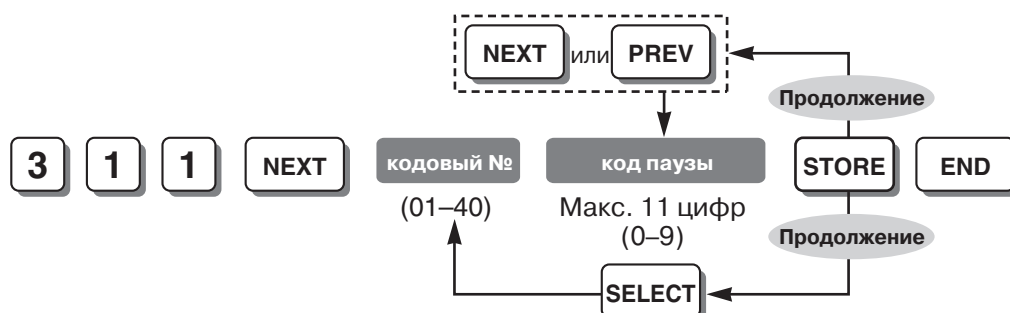 NEXT или PREV
Продолжение
3 1 1 NEXT кодовый № код паузы STORE END
(01–40) Макс. 11 цифр
(0–9)
Продолжение
SELECT